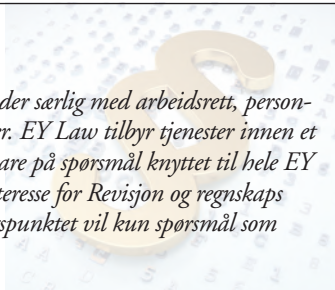 der særlig med arbeidsrett, person-
er. EY Law tilbyr tjenester innen et
are på spørsmål knyttet til hele EY
teresse for Revisjon og regnskaps
spunktet vil kun spørsmål som